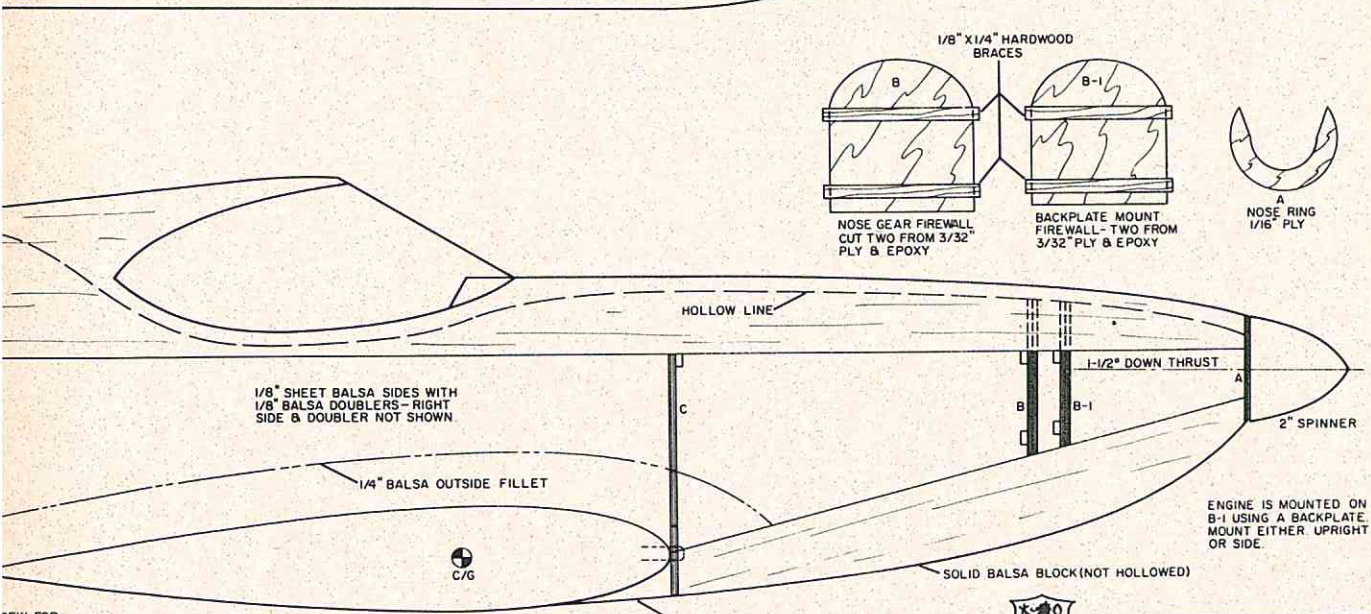 1/8" X 1/4" HARDWOOD
BRACES
B
B-1
NOSE GEAR FIREWALL
CUT TWO FROM 3/32"
PLY & EPOXY
BACKPLATE MOUNT
FIREWALL- TWO FROM
3/32" PLY & EPOXY
A
NOSE RING
1/16" PLY
HOLLOW LINE
1-1/2° DOWN THRUST
1/8" SHEET BALSA SIDES WITH
1/8" BALSA DOUBLERS - RIGHT
SIDE & DOUBLER NOT SHOWN.
C
B
B-1
A
2" SPINNER
1/4" BALSA OUTSIDE FILLET
ENGINE IS MOUNTED ON
B-1 USING A BACKPLATE
MOUNT EITHER UPRIGHT
OR SIDE.
C/G
SOLID BALSA BLOCK (NOT HOLLOWED)